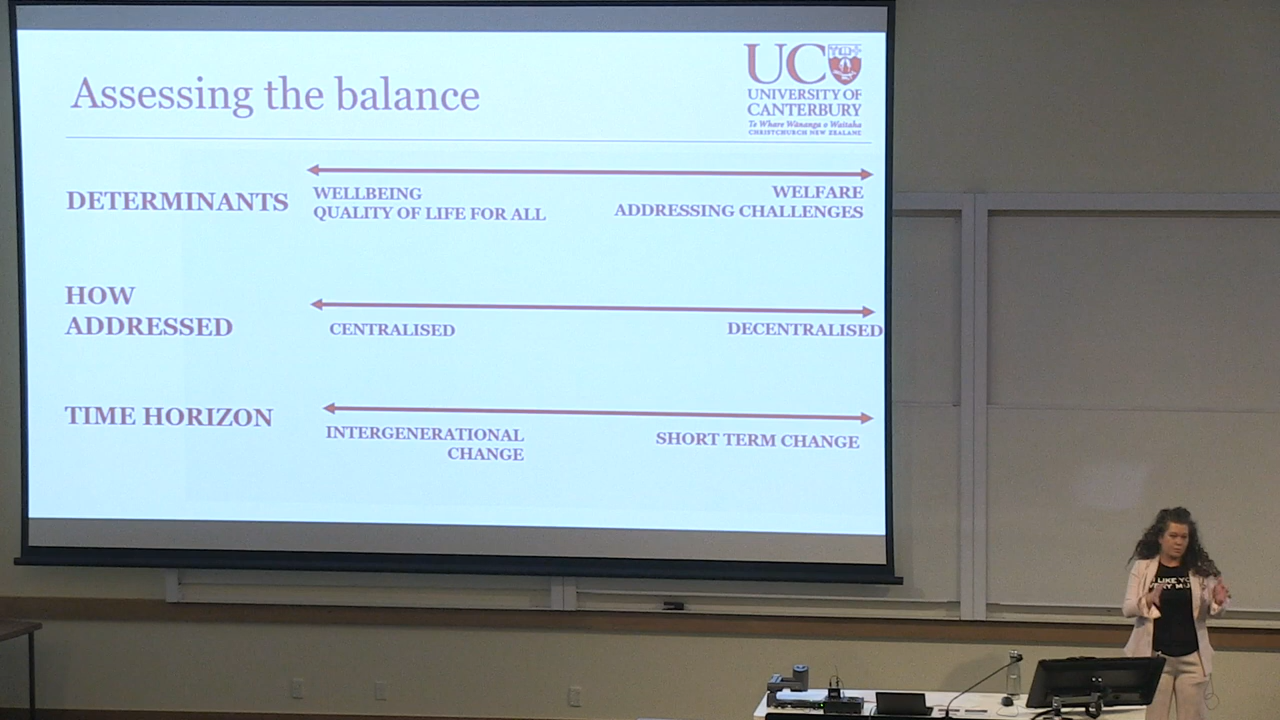 Assessing the balance
UC
UNIVERSITY OF
CANTERBURY
Te Whare Wānanga o Waitaha
CHRISTCHURCH NEW ZEALAND
DETERMINANTS
WELLBEING
QUALITY OF LIFE FOR ALL
WELFARE
ADDRESSING CHALLENGES
HOW
ADDRESSED
CENTRALISED
DECENTRALISED
TIME HORIZON
INTERGENERATIONAL
CHANGE
SHORT TERM CHANGE
LIKE